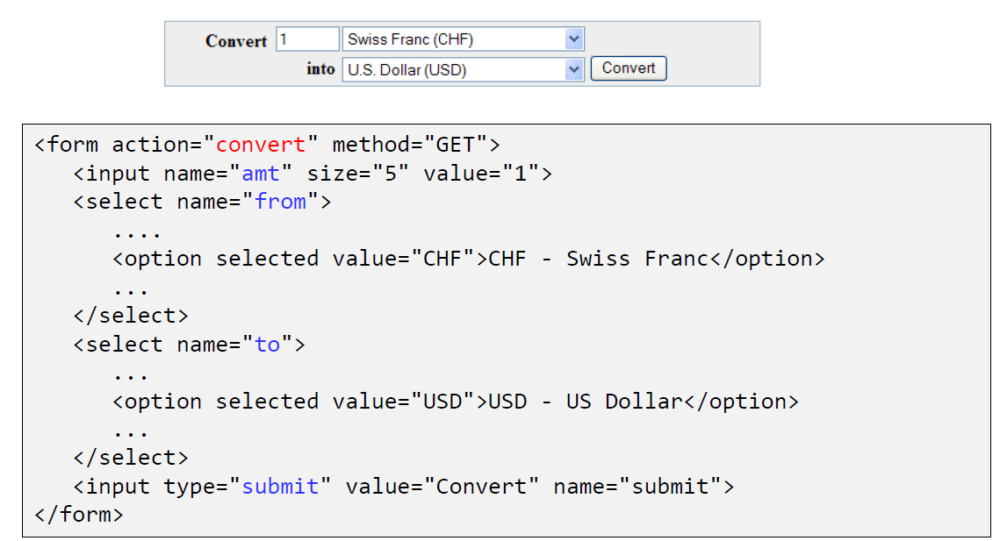 Convert 1 Swiss Franc (CHF)
into U.S. Dollar (USD) Convert
<form action="convert" method="GET">
<input name="amt" size="5" value="1">
<select name="from">
....
<option selected value="CHF">CHF - Swiss Franc</option>
...
</select>
<select name="to">
...
<option selected value="USD">USD - US Dollar</option>
...
</select>
<input type="submit" value="Convert" name="submit">
</form>